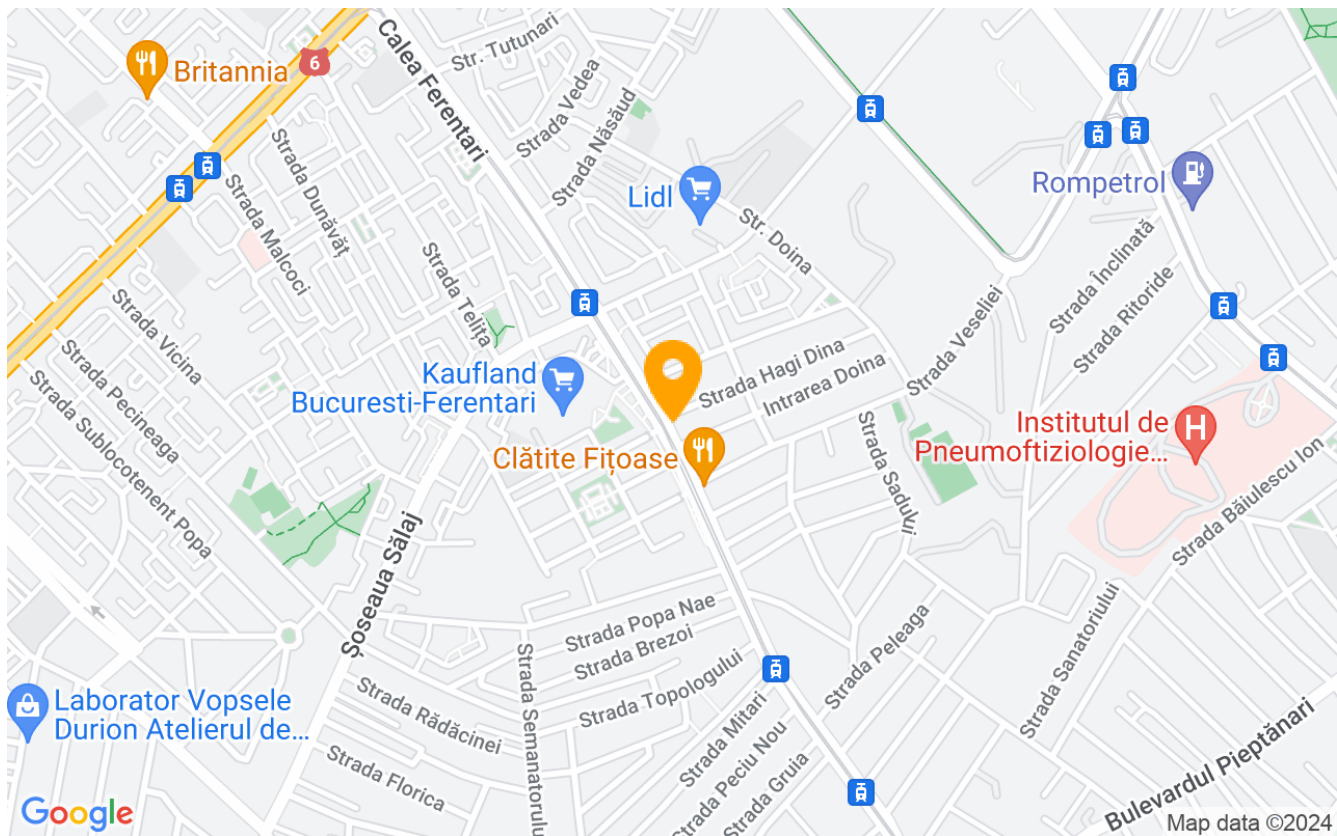 Britannia
6
Calea Ferentari
Str. Tutunari
Strada Vedea
Strada Năsăud
Lidl
Str. Doina
Rompetrol
Strada Înclinată
Strada Ritoride
Strada Veseliei
Strada Dunăvăț
Strada Malcoci
Strada Telița
Strada Vicina
Strada Pecineaga
Strada Sublocotenent Popa
Kaufland
Bucuresti-Ferentari
Strada Hagi Dina
Intrarea Doina
Clătite Fițoase
Strada Sadului
Institutul de
Pneumoftiziologie...
H
Strada Băiulescu Ion
Șoseaua Sălaj
Strada Popa Nae
Strada Brezoi
Strada Topologului
Strada Semanatorului
Strada Peleaga
Strada Sanatoriului
Strada Mitari
Strada Peciu Nou
Strada Gruia
Strada Rădăcinei
Strada Florica
Laborator Vopsele
Durion Atelierul de...
Bulevardul Pieptănari
Google
Map data ©2024